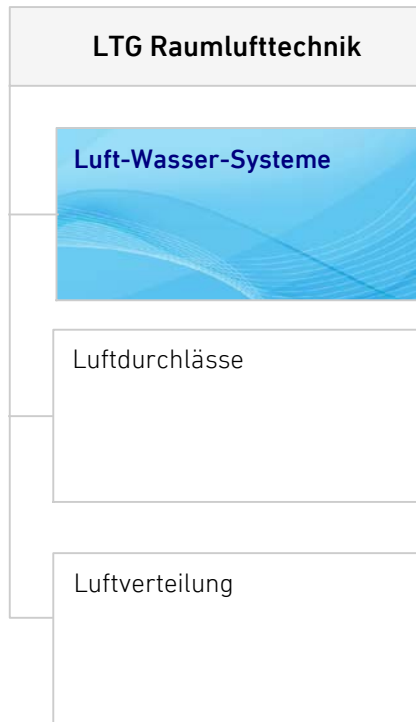 LTG Raumlufttechnik
Luft-Wasser-Systeme
Luftdurchlässe
Luftverteilung